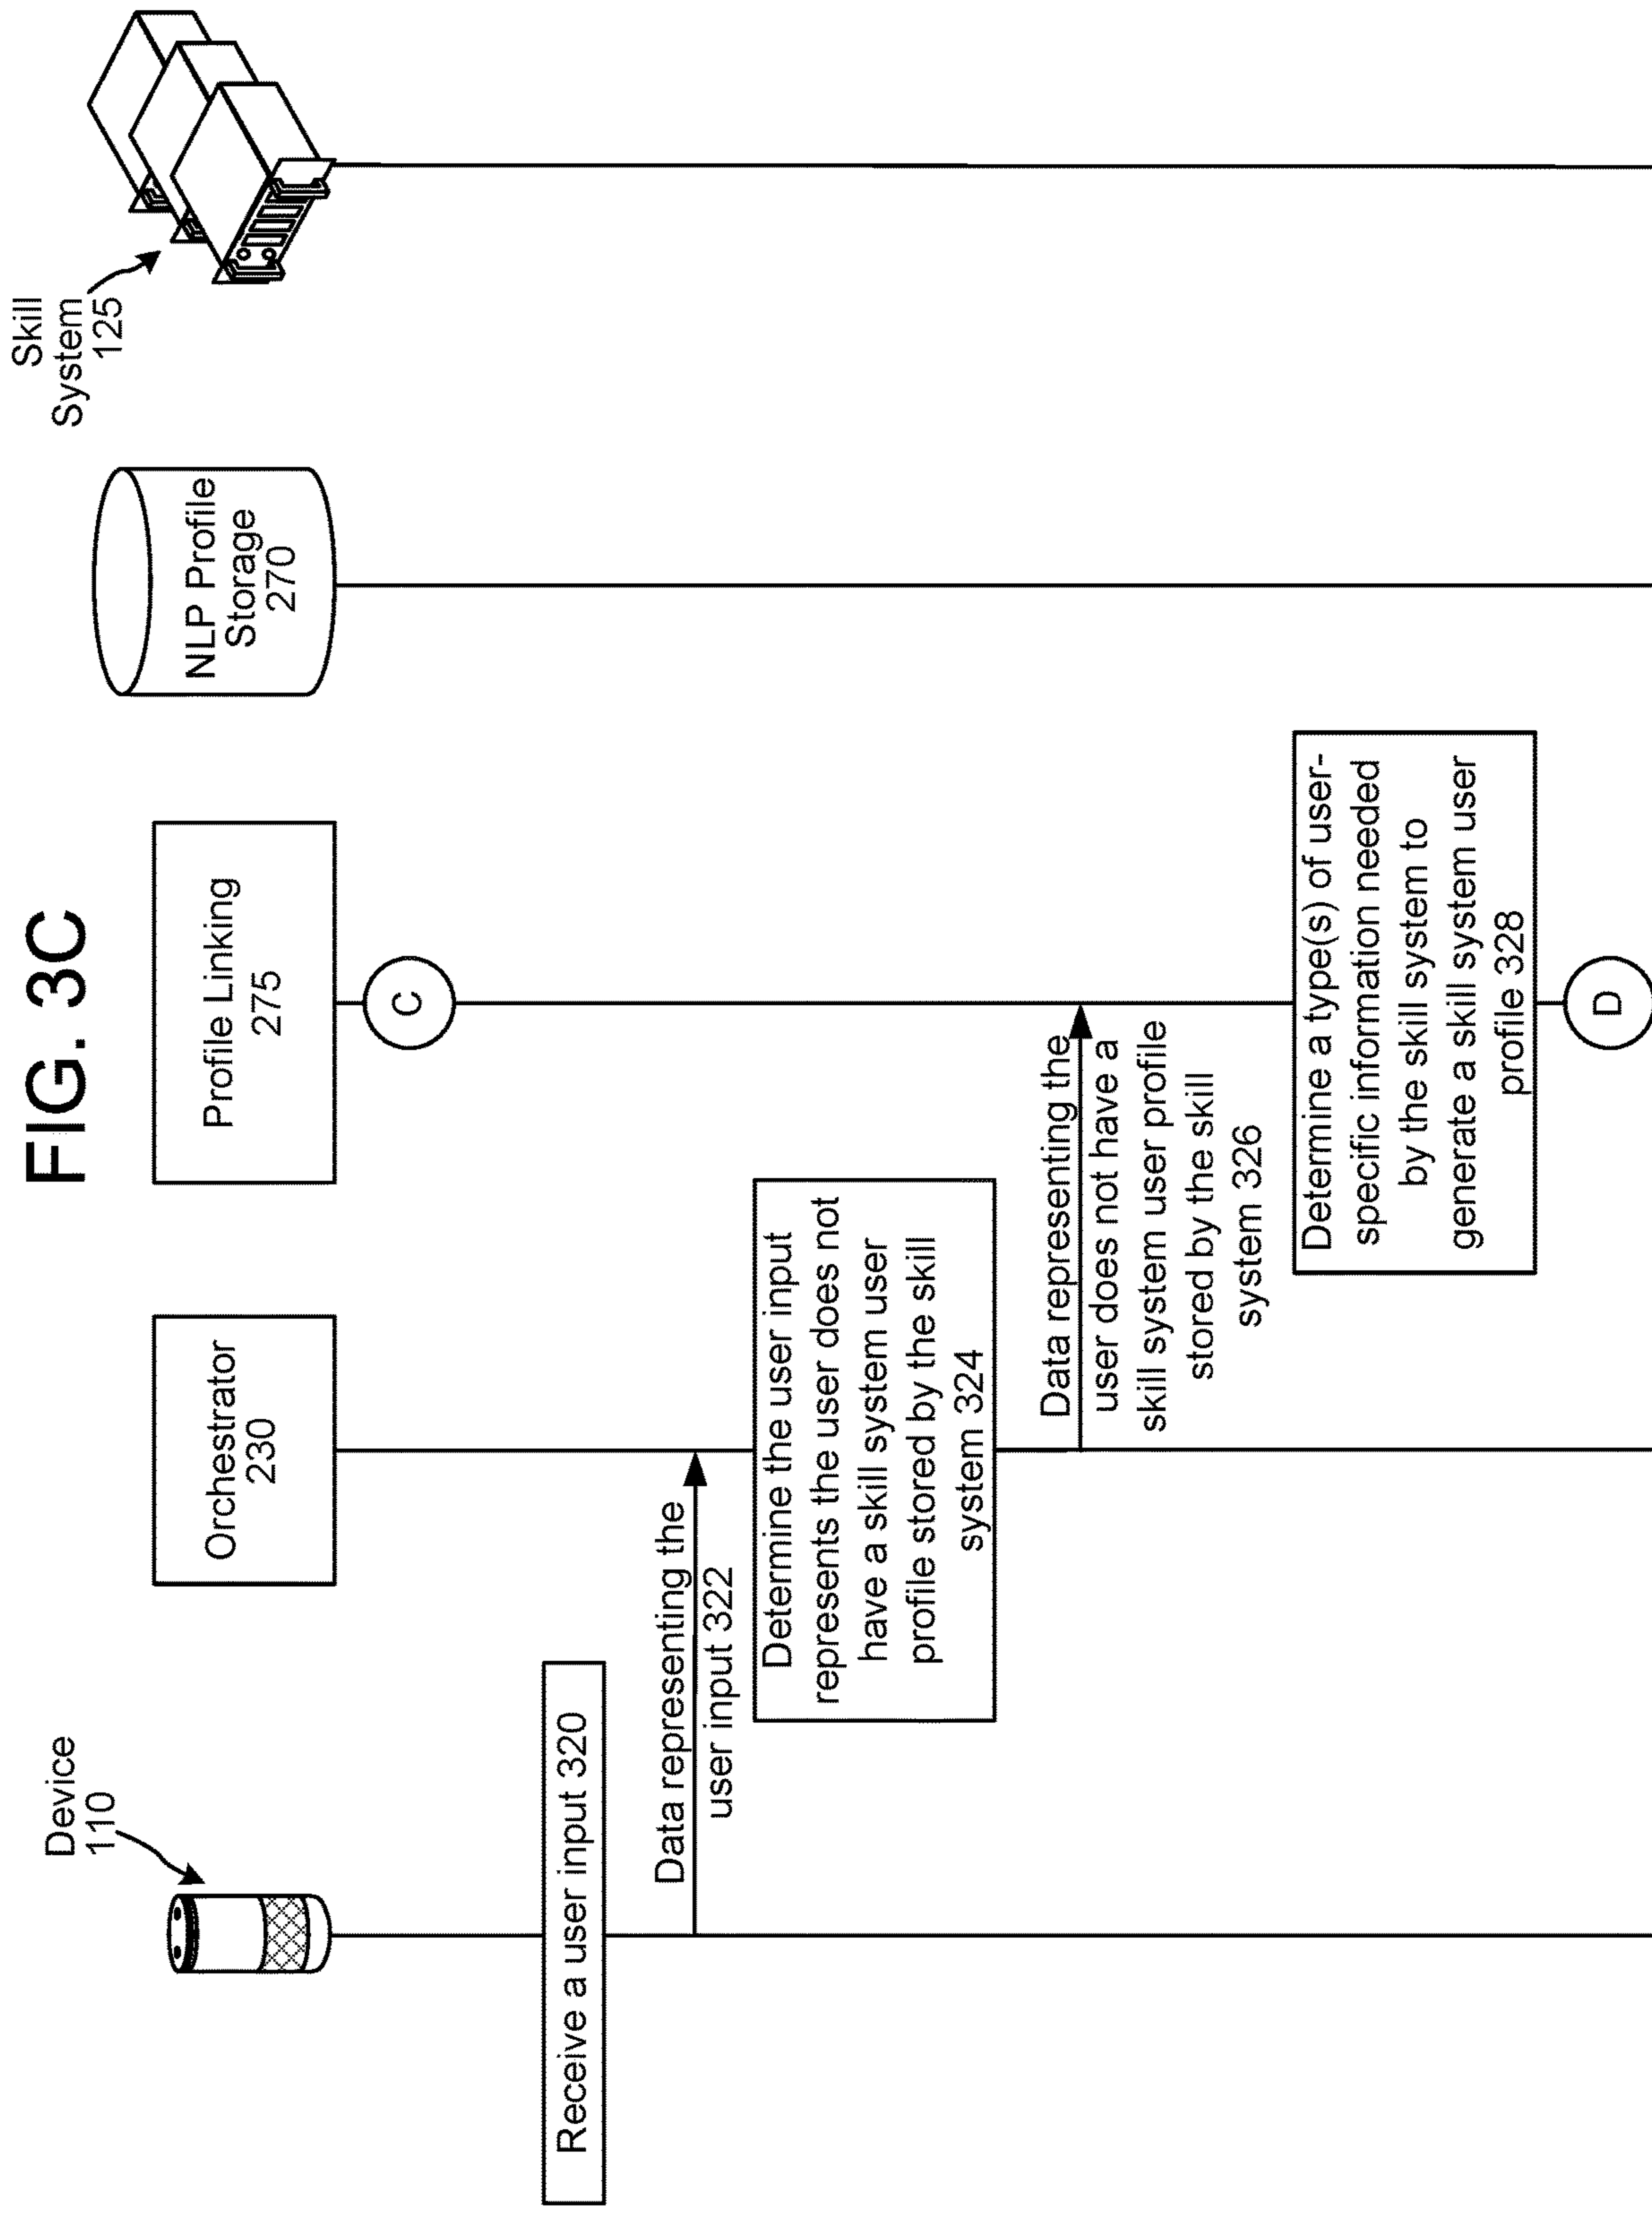 FIG. 3C
Device
110
Orchestrator
230
Profile Linking
275
NLP Profile
Storage
270
Skill
System
125
C
Receive a user input 320
Data representing the
user input 322
Determine the user input
represents the user does not
have a skill system user
profile stored by the skill
system 324
Data representing the
user does not have a
skill system user profile
stored by the skill
system 326
Determine a type(s) of user-
specific information needed
by the skill system to
generate a skill system user
profile 328
D